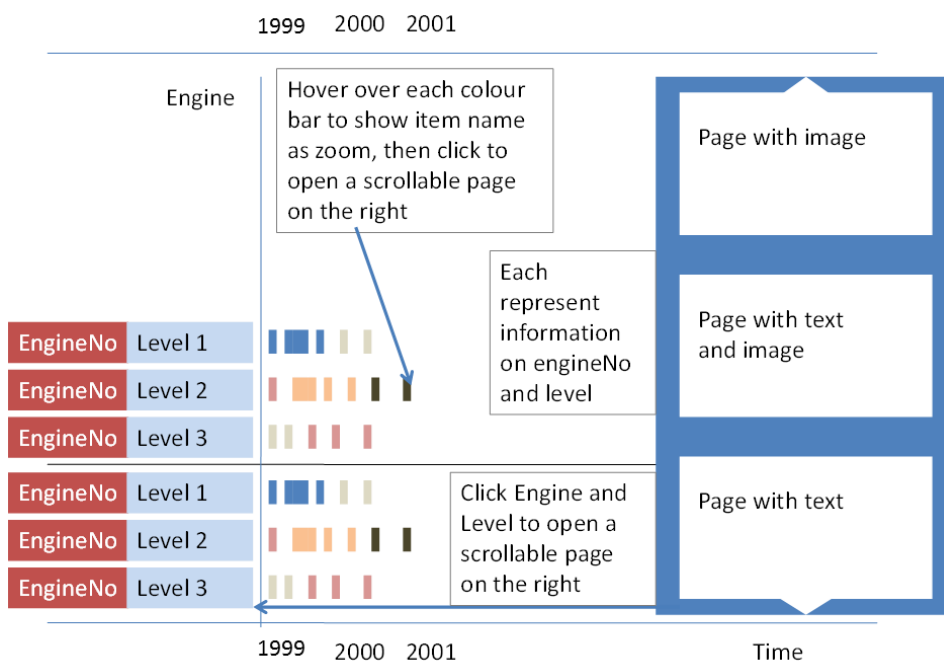 1999 2000 2001
Engine
Hover over each colour
bar to show item name
as zoom, then click to
open a scrollable page
on the right
Page with image
Each
represent
information
on engineNo
and level
Page with text
and image
EngineNo Level 1
EngineNo Level 2
EngineNo Level 3
EngineNo Level 1
EngineNo Level 2
EngineNo Level 3
Click Engine and
Level to open a
scrollable page
on the right
Page with text
1999 2000 2001 Time